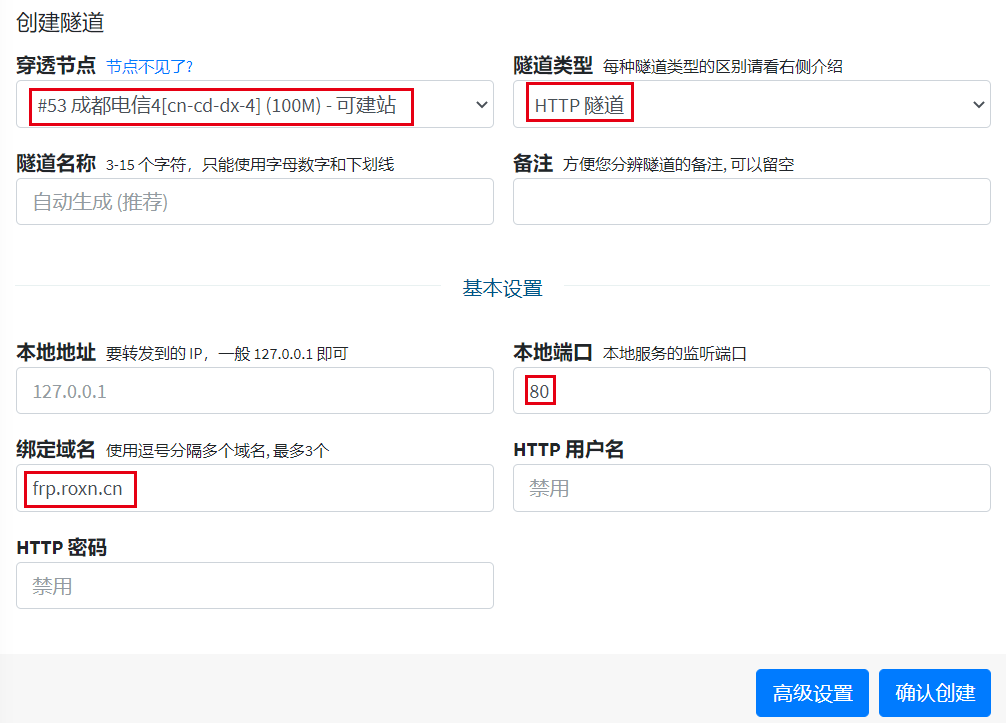 创建隧道
穿透节点 节点不见了?
隧道类型 每种隧道类型的区别请看右侧介绍
#53 成都电信4[cn-cd-dx-4] (100M) - 可建站
HTTP 隧道
隧道名称 3-15 个字符，只能使用字母数字和下划线
备注 方便您分辨隧道的备注, 可以留空
自动生成 (推荐)
基本设置
本地地址 要转发到的 IP，一般 127.0.0.1 即可
本地端口 本地服务的监听端口
127.0.0.1
80
绑定域名 使用逗号分隔多个域名, 最多3个
HTTP 用户名
frp.roxn.cn
禁用
HTTP 密码
禁用
高级设置
确认创建